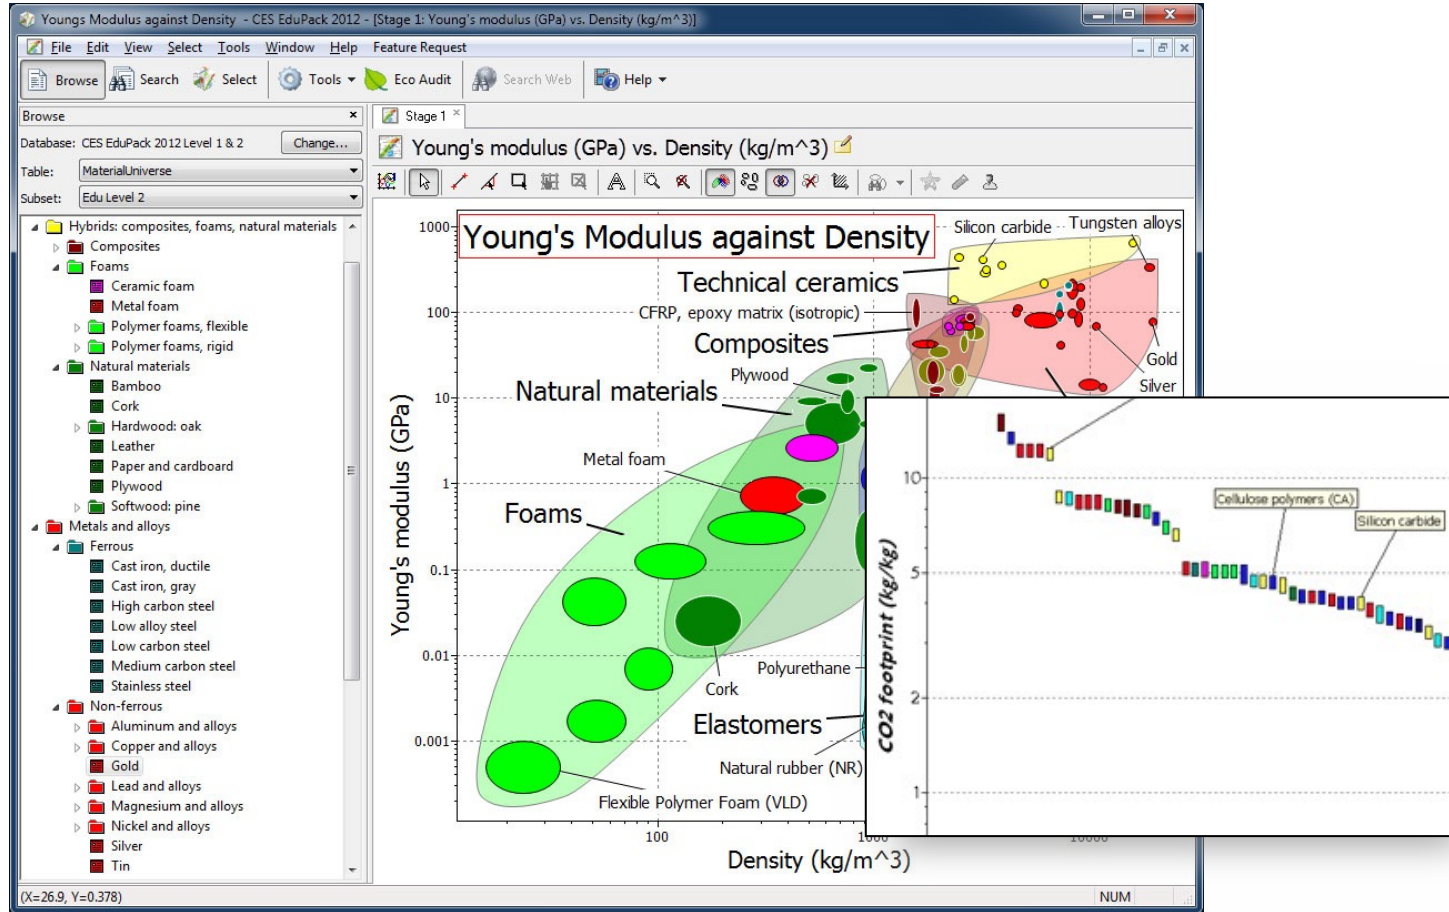 Youngs Modulus against Density - CES EduPack 2012 - [Stage 1: Young's modulus (GPa) vs. Density (kg/m^3)]
File Edit View Select Tools Window Help Feature Request
Browse Search Select Tools Eco Audit Search Web Help
Browse
Database: CES EduPack 2012 Level 1 & 2 Change...
Table: MaterialUniverse
Subset: Edu Level 2
Hybrids: composites, foams, natural materials
Composites
Foams
Ceramic foam
Metal foam
Polymer foams, flexible
Polymer foams, rigid
Natural materials
Bamboo
Cork
Hardwood: oak
Leather
Paper and cardboard
Plywood
Softwood: pine
Metals and alloys
Ferrous
Cast iron, ductile
Cast iron, gray
High carbon steel
Low alloy steel
Low carbon steel
Medium carbon steel
Stainless steel
Non-ferrous
Aluminum and alloys
Copper and alloys
Gold
Lead and alloys
Magnesium and alloys
Nickel and alloys
Silver
Tin
Stage 1
Young's modulus (GPa) vs. Density (kg/m^3)
Young's Modulus against Density
Silicon carbide
Tungsten alloys
Technical ceramics
CFRP, epoxy matrix (isotropic)
Composites
Gold
Silver
Plywood
Natural materials
Metal foam
Foams
Cork
Polyurethane
Elastomers
Natural rubber (NR)
Flexible Polymer Foam (VLD)
Young's modulus (GPa)
1000
100
10
1
0.1
0.01
0.001
100
1000
10000
Density (kg/m^3)
CO2 footprint (kg/kg)
10
5
2
1
Cellulose polymers (CA)
Silicon carbide
(X=26.9, Y=0.378)
NUM